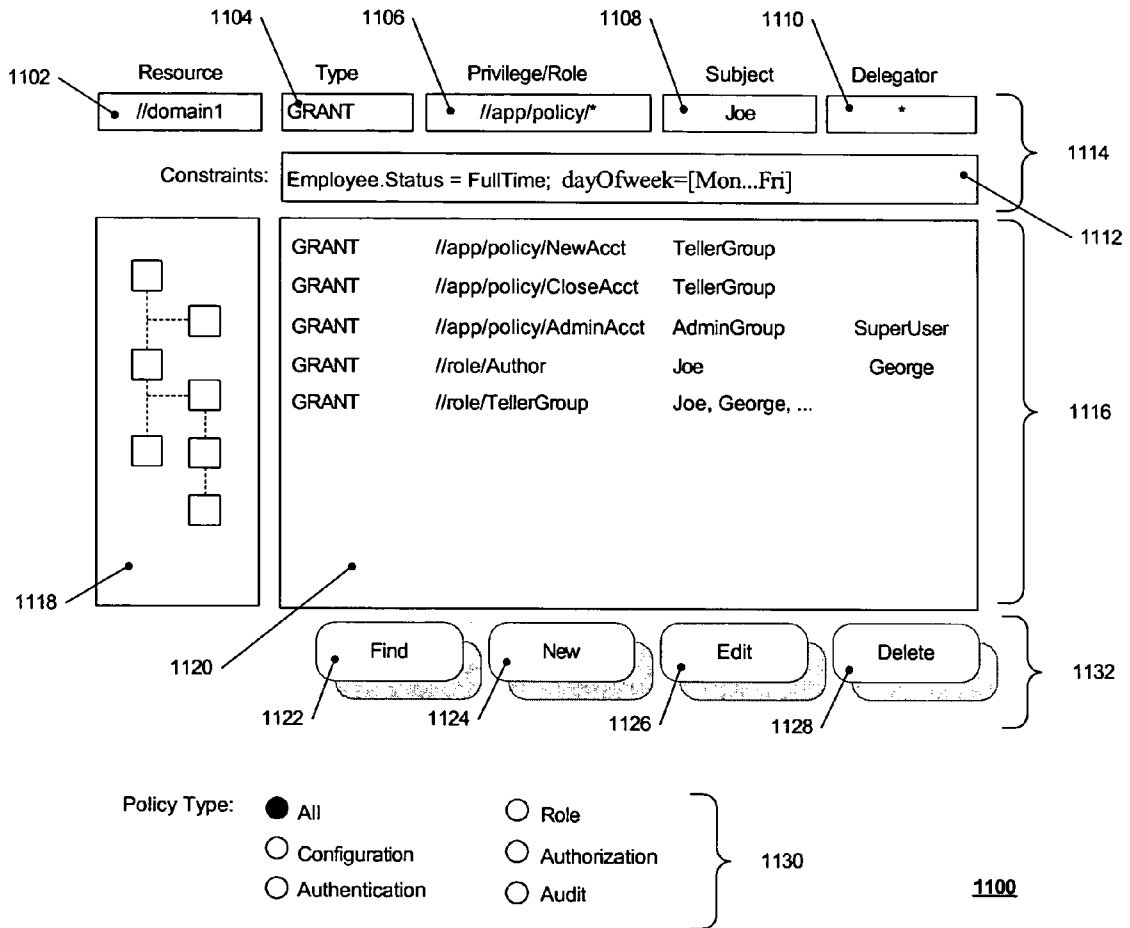 1104 1106 1108 1110
1102 Resource Type Privilege/Role Subject Delegator
//domain1 GRANT //app/policy/* Joe *
1114
Constraints: Employee.Status = FullTime; dayOfweek=[Mon...Fri]
1112
GRANT //app/policy/NewAcct TellerGroup
GRANT //app/policy/CloseAcct TellerGroup
GRANT //app/policy/AdminAcct AdminGroup SuperUser
GRANT //role/Author Joe George
GRANT //role/TellerGroup Joe, George, ...
1116
1118
1120 Find New Edit Delete
1132
1122 1124 1126 1128
Policy Type: All Role
Configuration Authorization
1130
Authentication Audit
1100